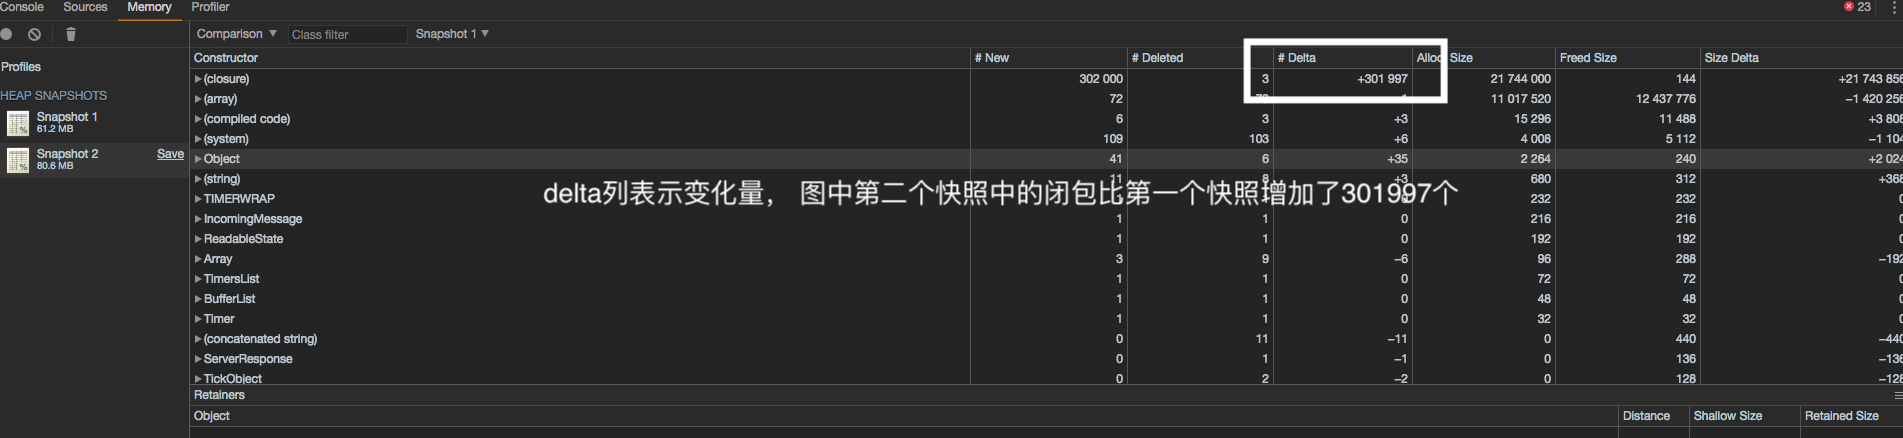 Console Sources Memory Profiler 23
Comparison ▼ Class filter Snapshot 1 ▼
Profiles
HEAP SNAPSHOTS
Snapshot 1
61.2 MB
Snapshot 2 Save
80.6 MB
Constructor # New # Deleted # Delta Alloc Size Freed Size Size Delta
(closure) 302 000 3 +301 997 21 744 000 144 +21 743 856
(array) 72 11 017 520 12 437 776 −1 420 256
(compiled code) 6 3 +3 15 296 11 488 +3 808
(system) 109 103 +6 4 008 5 112 −1 104
Object 41 6 +35 2 264 240 +2 024
(string) 11 8 +3 680 312 +368
delta列表示变化量， 图中第二个快照中的闭包比第一个快照增加了301997个
TIMERWRAP 232 232 0
IncomingMessage 1 1 0 216 216 0
ReadableState 1 1 0 192 192 0
Array 3 9 −6 96 288 −192
TimersList 1 1 0 72 72 0
BufferList 1 1 0 48 48 0
Timer 1 1 0 32 32 0
(concatenated string) 0 11 −11 0 440 −440
ServerResponse 0 1 −1 0 136 −136
TickObject 0 2 −2 0 128 −128
Retainers
Object Distance Shallow Size Retained Size